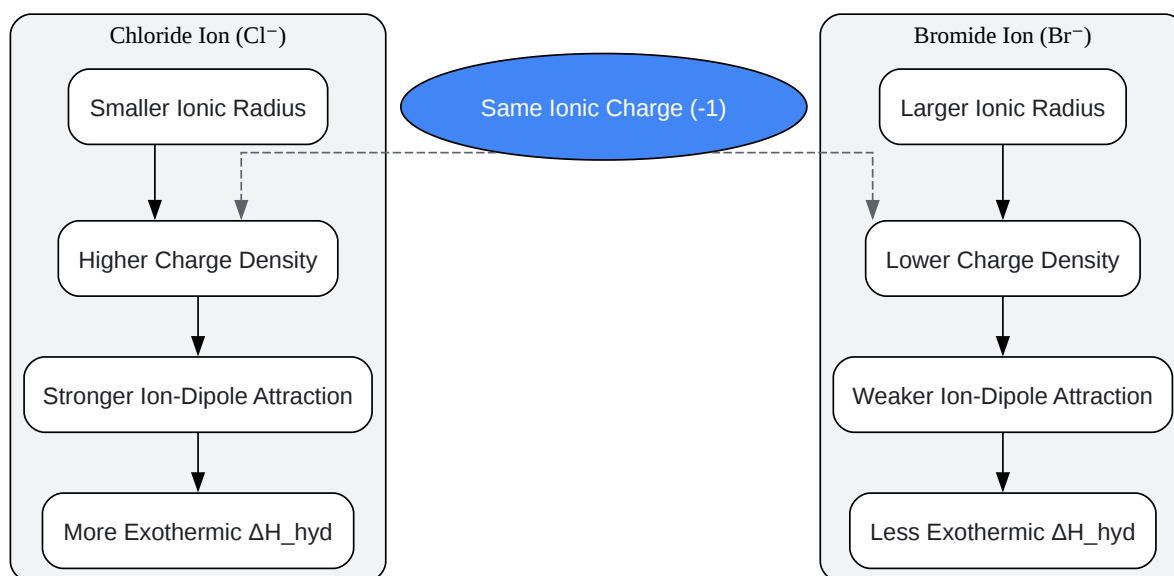 Chloride Ion (Cl⁻)
Smaller Ionic Radius
Higher Charge Density
Stronger Ion-Dipole Attraction
More Exothermic ΔH_hyd
Same Ionic Charge (-1)
Bromide Ion (Br⁻)
Larger Ionic Radius
Lower Charge Density
Weaker Ion-Dipole Attraction
Less Exothermic ΔH_hyd